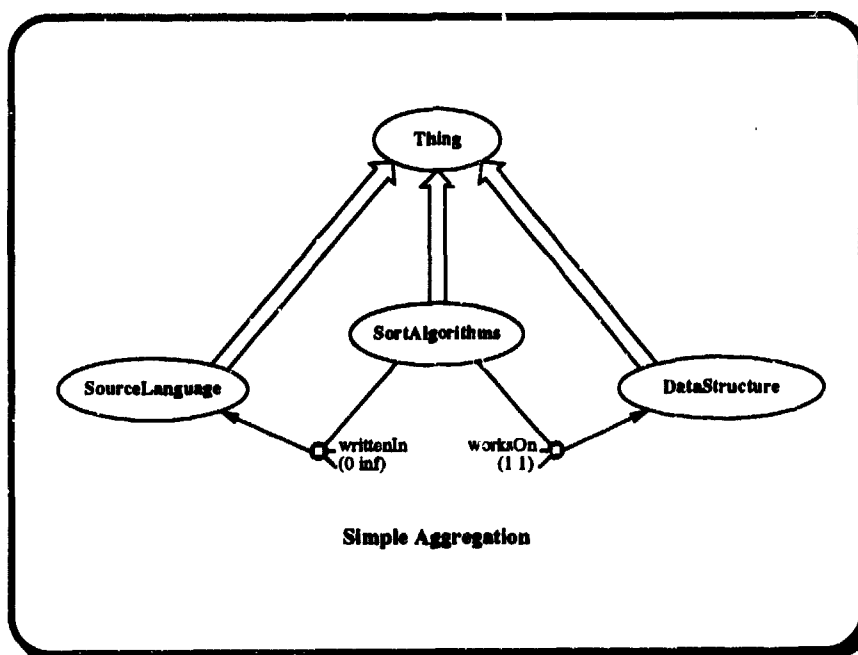 Thing
SortAlgorithms
SourceLanguage
DataStructure
writtenIn
(0 inf)
worksOn
(1 1)
Simple Aggregation